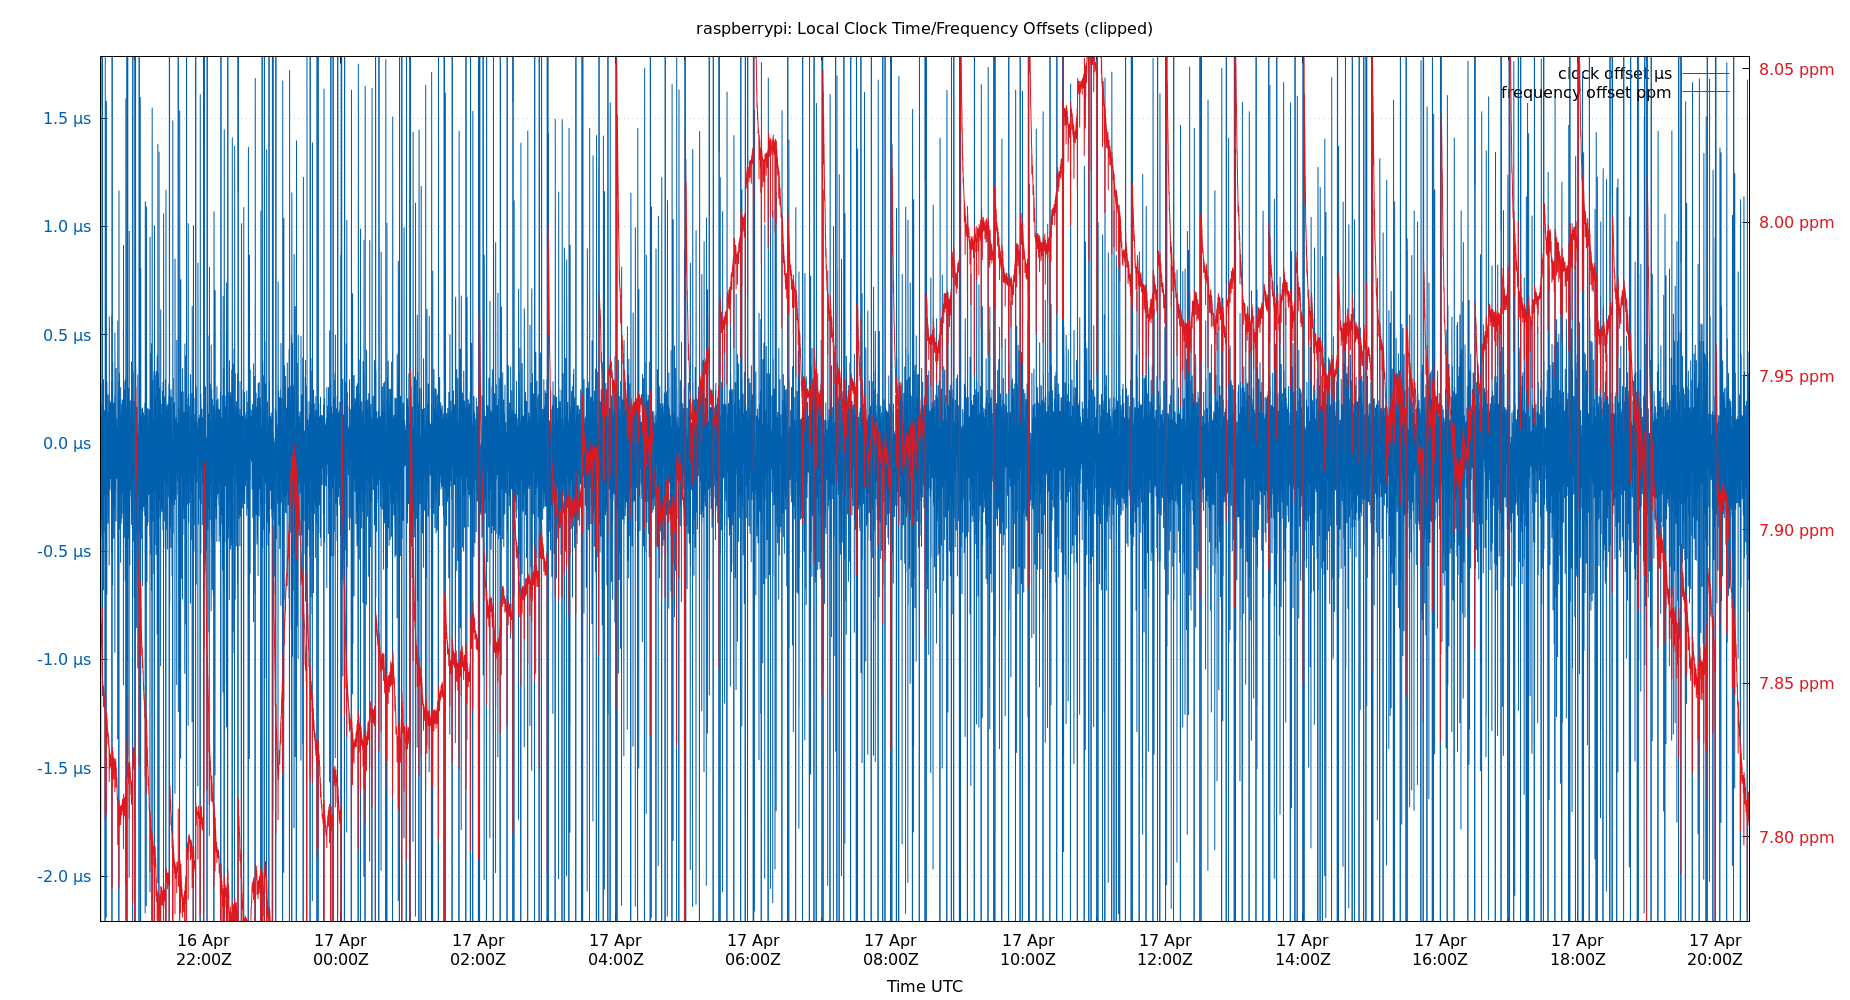 raspberrypi: Local Clock Time/Frequency Offsets (clipped)
clock offset µs
frequency offset ppm
1.5 µs
1.0 µs
0.5 µs
0.0 µs
-0.5 µs
-1.0 µs
-1.5 µs
-2.0 µs
8.05 ppm
8.00 ppm
7.95 ppm
7.90 ppm
7.85 ppm
7.80 ppm
16 Apr 17 Apr 17 Apr 17 Apr 17 Apr 17 Apr 17 Apr 17 Apr 17 Apr 17 Apr 17 Apr 17 Apr
22:00Z 00:00Z 02:00Z 04:00Z 06:00Z 08:00Z 10:00Z 12:00Z 14:00Z 16:00Z 18:00Z 20:00Z
Time UTC